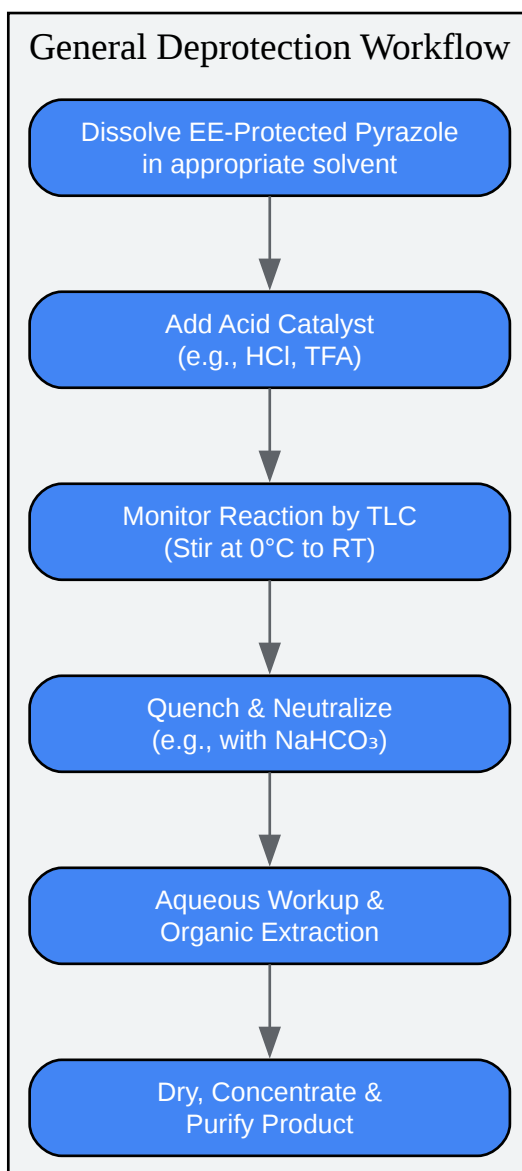 General Deprotection Workflow
Dissolve EE-Protected Pyrazole
in appropriate solvent
Add Acid Catalyst
(e.g., HCl, TFA)
Monitor Reaction by TLC
(Stir at 0°C to RT)
Quench & Neutralize
(e.g., with NaHCO₃)
Aqueous Workup &
Organic Extraction
Dry, Concentrate &
Purify Product